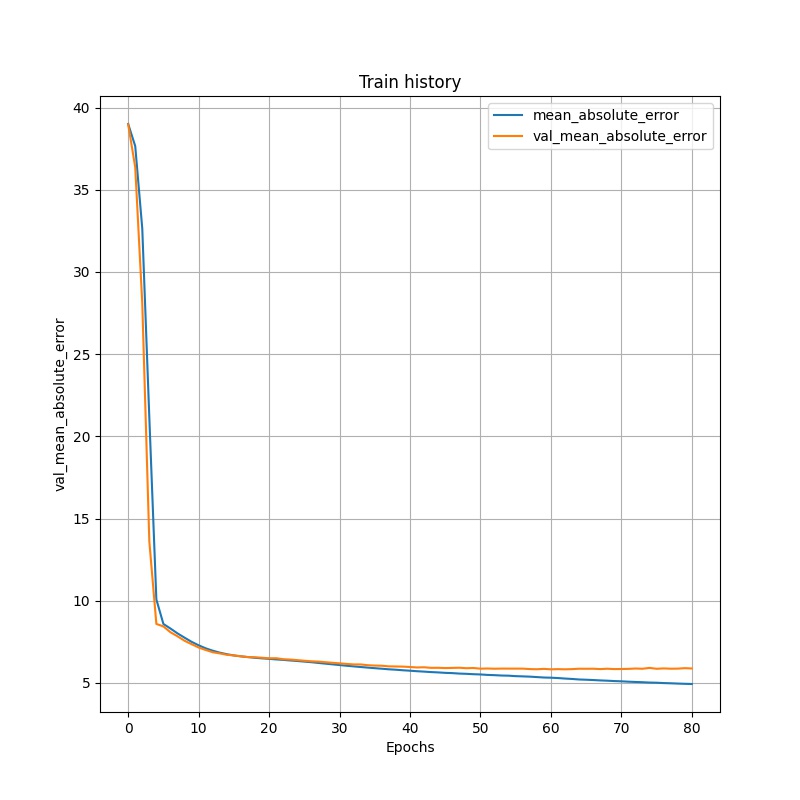 Train history
mean_absolute_error
val_mean_absolute_error
40
35
30
25
20
15
10
5
val_mean_absolute_error
0 10 20 30 40 50 60 70 80
Epochs